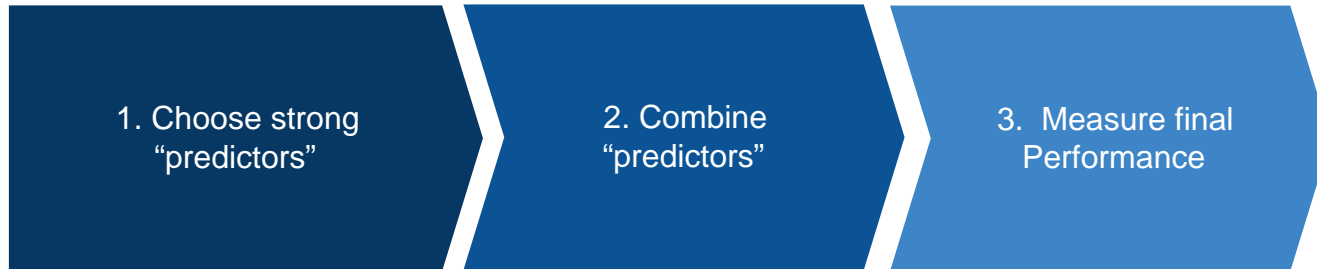 1. Choose strong
“predictors”
2. Combine
“predictors”
3.  Measure final
Performance